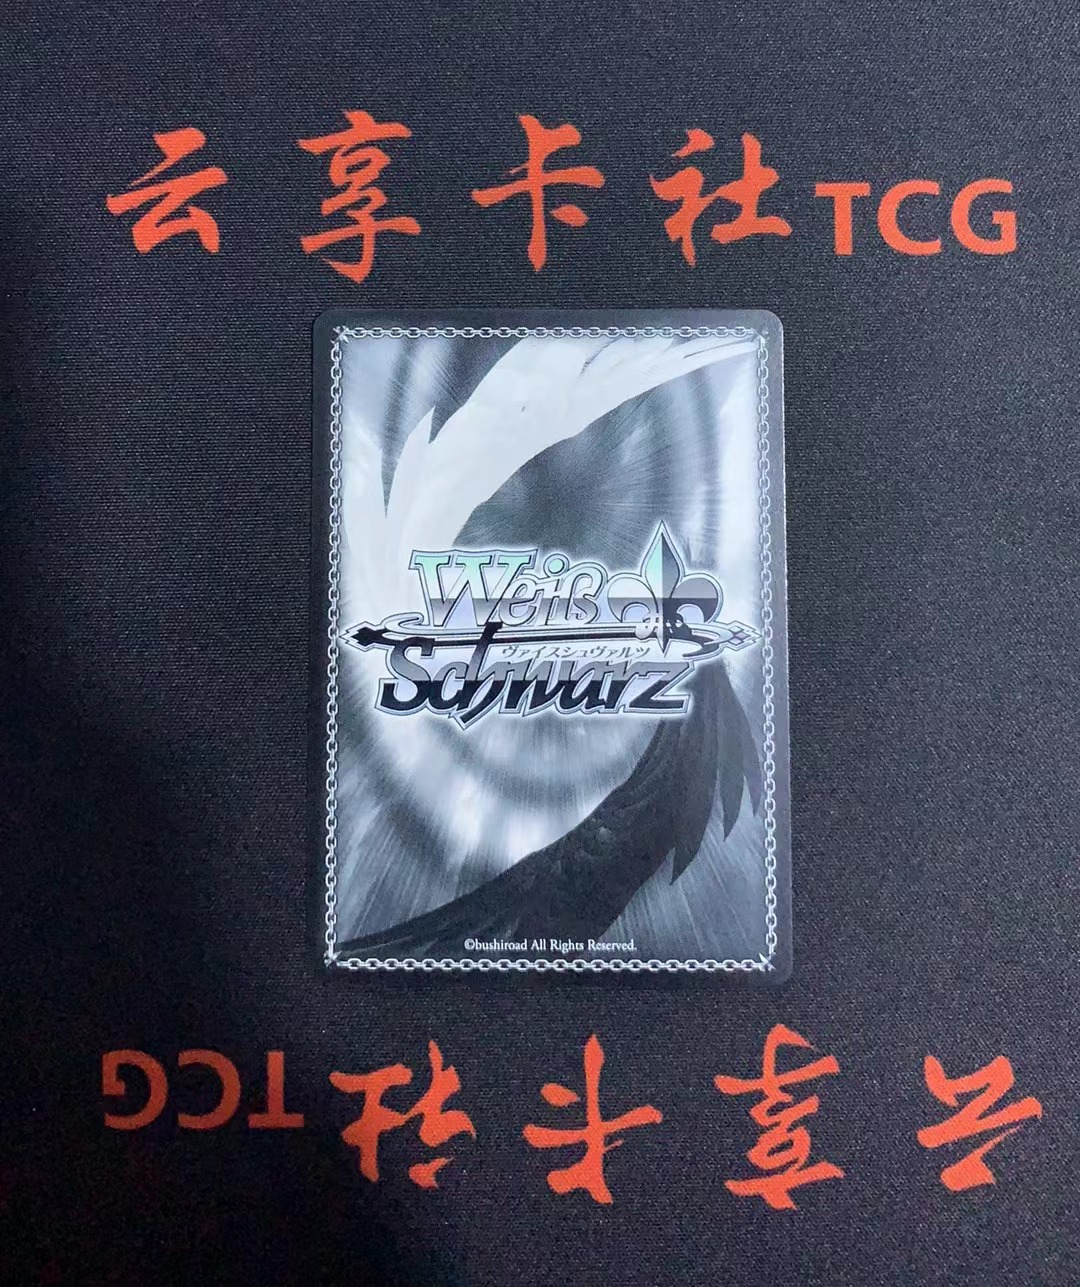 云享卡社TCG
Weiß
ヴァイスシュヴァルツ
Schwarz
©bushiroad All Rights Reserved.
云享卡社TCG